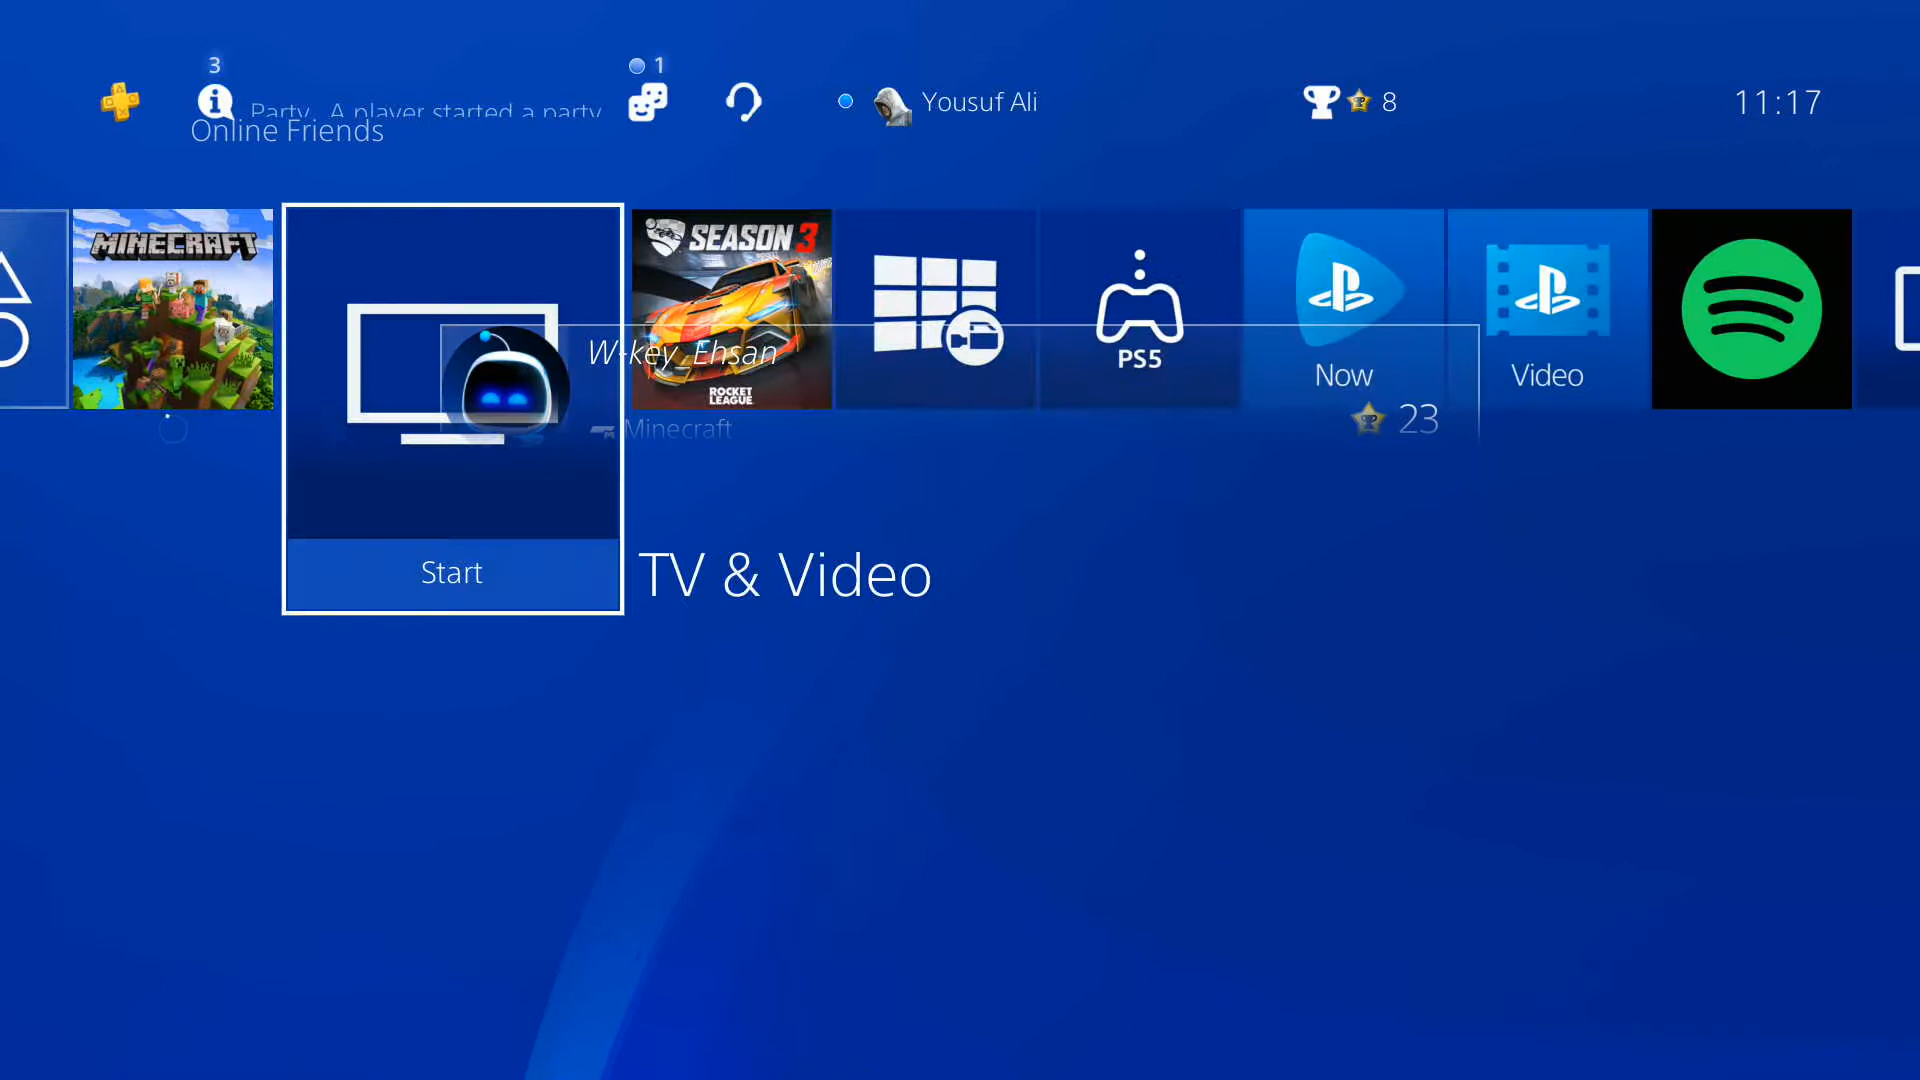 3
1
Party
A player started a party
Online Friends
Yousuf Ali
8
11:17
MINECRAFT
SEASON 3
ROCKET
LEAGUE
PS5
Now
Video
W-key_Ehsan
Minecraft
23
Start
TV & Video